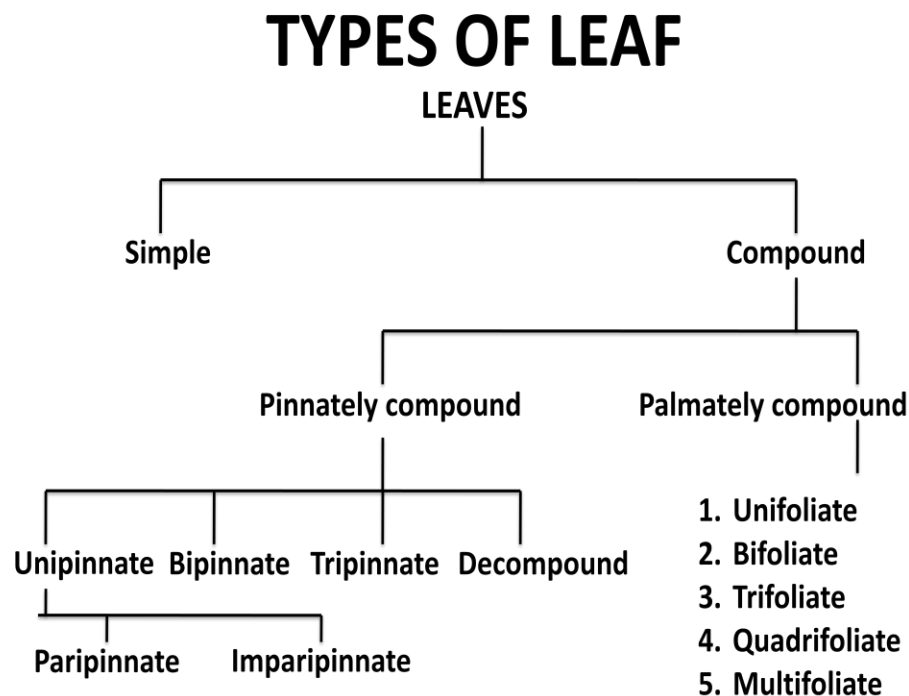 TYPES OF LEAF
LEAVES
Simple Compound
Pinnately compound Palmately compound
Unipinnate Bipinnate Tripinnate Decompound
Paripinnate Imparipinnate
1. Unifoliate
2. Bifoliate
3. Trifoliate
4. Quadrifoliate
5. Multifoliate